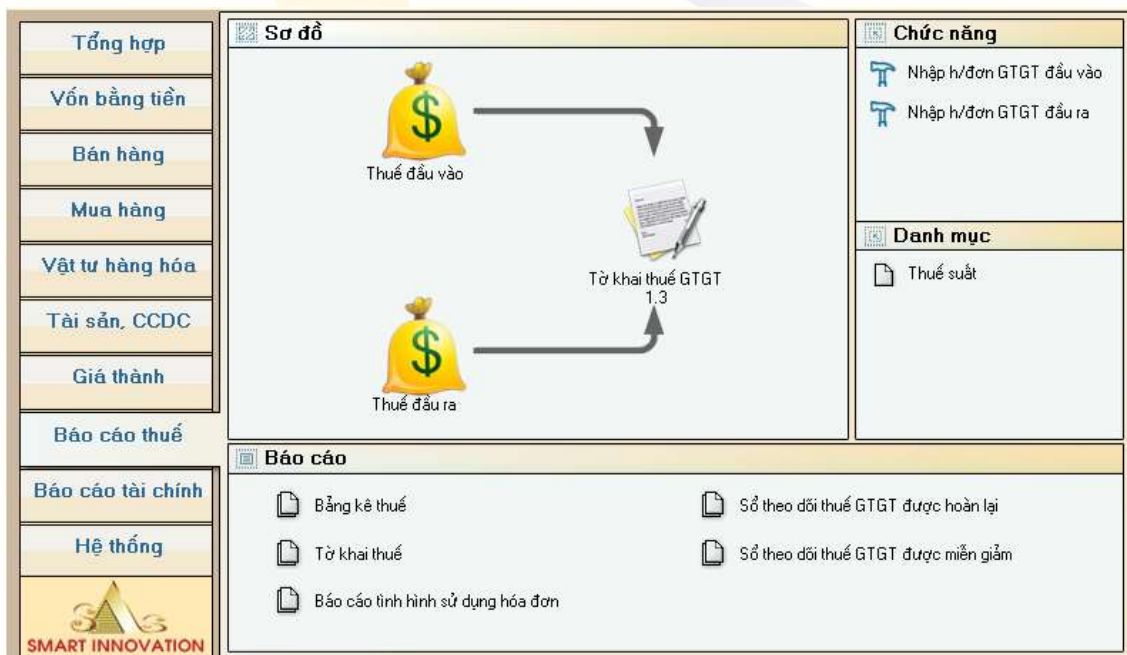 Tổng hợp
Vốn bằng tiền
Bán hàng
Mua hàng
Vật tư hàng hóa
Tài sản, CCDC
Giá thành
Báo cáo thuế
Báo cáo tài chính
Hệ thống
SAS
SMART INNOVATION
Sơ đồ
Thuế đầu vào
Tờ khai thuế GTGT
1.3
Thuế đầu ra
Chức năng
Nhập h/đơn GTGT đầu vào
Nhập h/đơn GTGT đầu ra
Danh mục
Thuế suất
Báo cáo
Bảng kê thuế
Tờ khai thuế
Báo cáo tình hình sử dụng hóa đơn
Sổ theo dõi thuế GTGT được hoàn lại
Sổ theo dõi thuế GTGT được miễn giảm